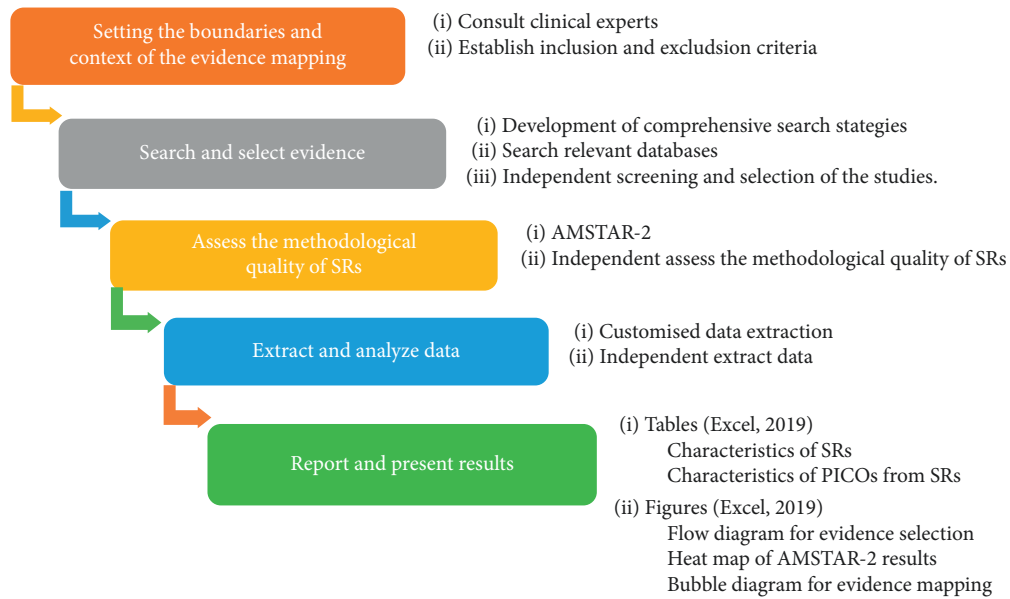 Setting the boundaries and
context of the evidence mapping
(i) Consult clinical experts
(ii) Establish inclusion and excludsion criteria
Search and select evidence
(i) Development of comprehensive search stategies
(ii) Search relevant databases
(iii) Independent screening and selection of the studies.
Assess the methodological
quality of SRs
(i) AMSTAR-2
(ii) Independent assess the methodological quality of SRs
Extract and analyze data
(i) Customised data extraction
(ii) Independent extract data
Report and present results
(i) Tables (Excel, 2019)
Characteristics of SRs
Characteristics of PICOs from SRs
(ii) Figures (Excel, 2019)
Flow diagram for evidence selection
Heat map of AMSTAR-2 results
Bubble diagram for evidence mapping